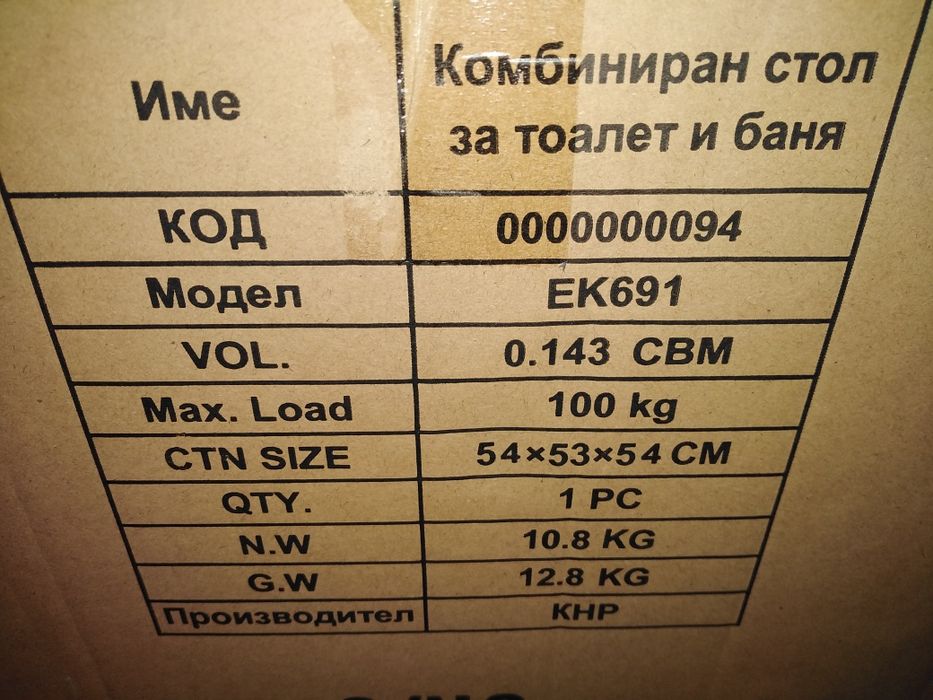 Име Комбиниран стол
за тоалет и баня
КОД 0000000094
Модел EK691
VOL. 0.143 CBM
Max. Load 100 kg
CTN SIZE 54×53×54 CM
QTY. 1 PC
N.W 10.8 KG
G.W 12.8 KG
Производител КНР